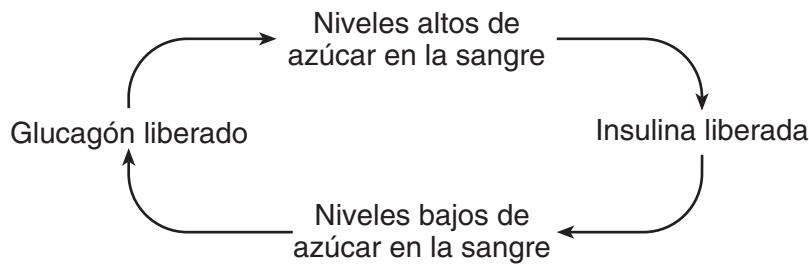 Niveles altos de
azúcar en la sangre
Glucagón liberado
Insulina liberada
Niveles bajos de
azúcar en la sangre